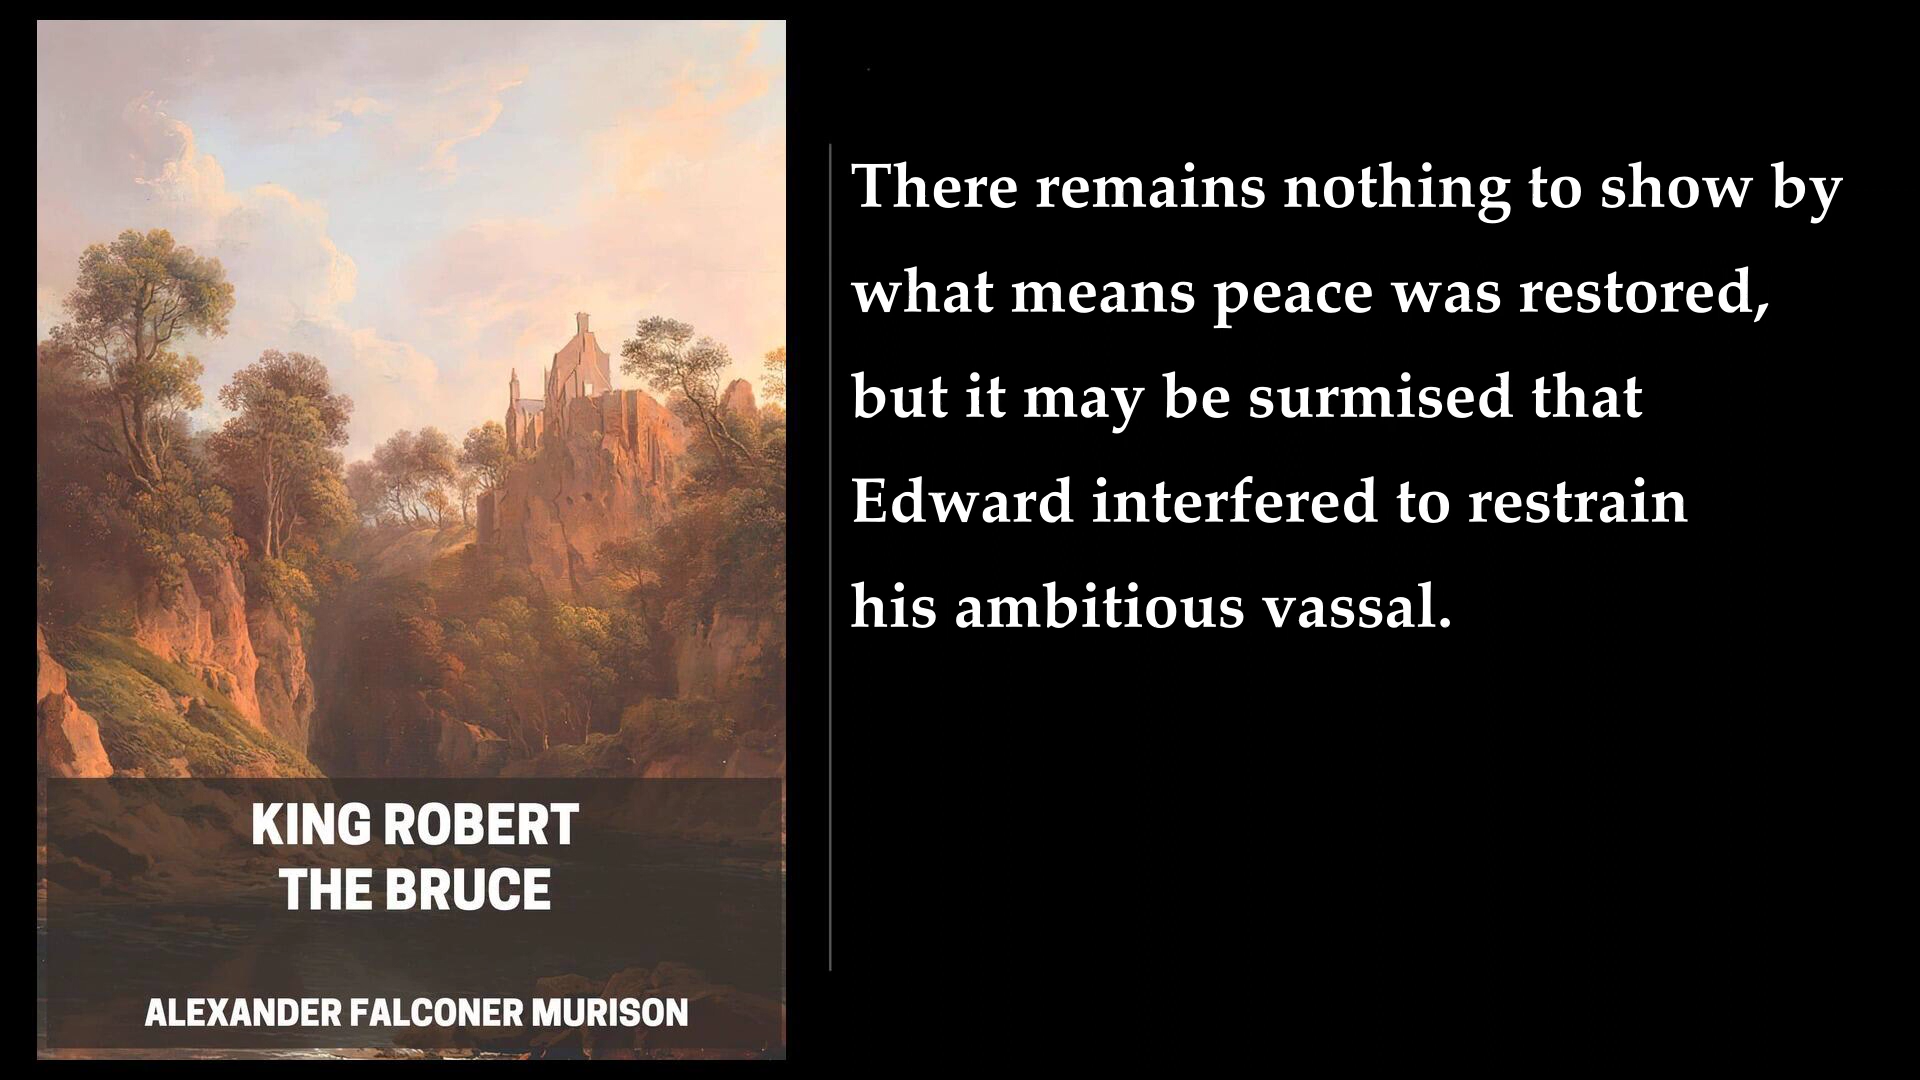 KING ROBERT
THE BRUCE
ALEXANDER FALCONER MURISON
There remains nothing to show by
what means peace was restored,
but it may be surmised that
Edward interfered to restrain
his ambitious vassal.